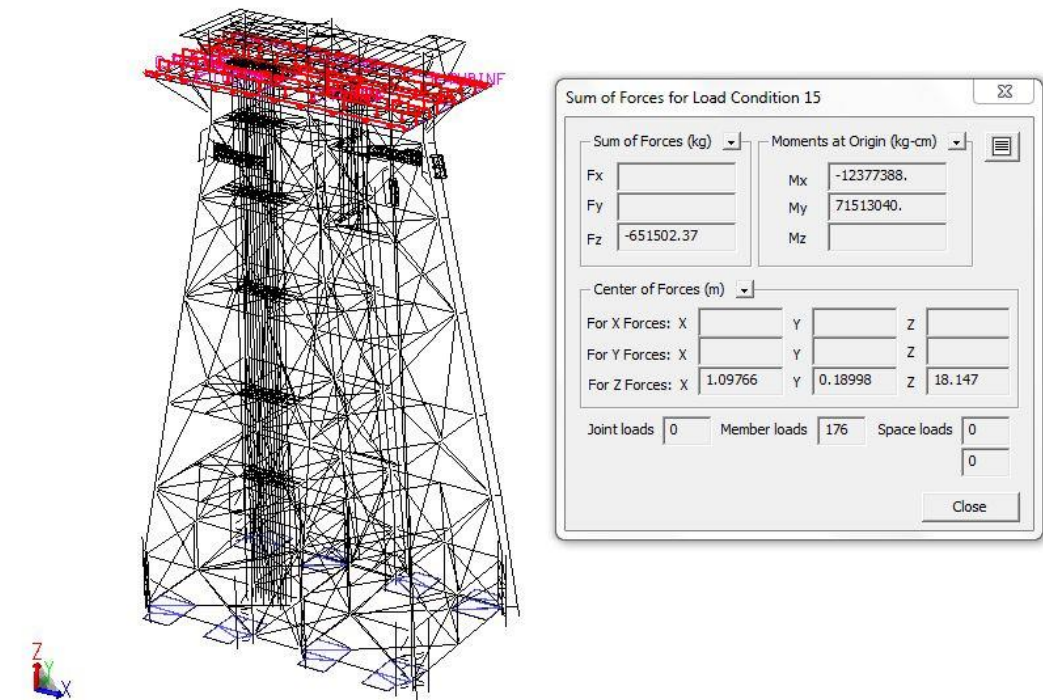 Sum of Forces for Load Condition 15
Sum of Forces (kg)
Moments at Origin (kg-cm)
Fx
Mx -12377388.
Fy
My 71513040.
Fz -651502.37
Mz
Center of Forces (m)
For X Forces: X Y Z
For Y Forces: X Y Z
For Z Forces: X 1.09766 Y 0.18998 Z 18.147
Joint loads 0 Member loads 176 Space loads 0
0
Close
Z
Y
X